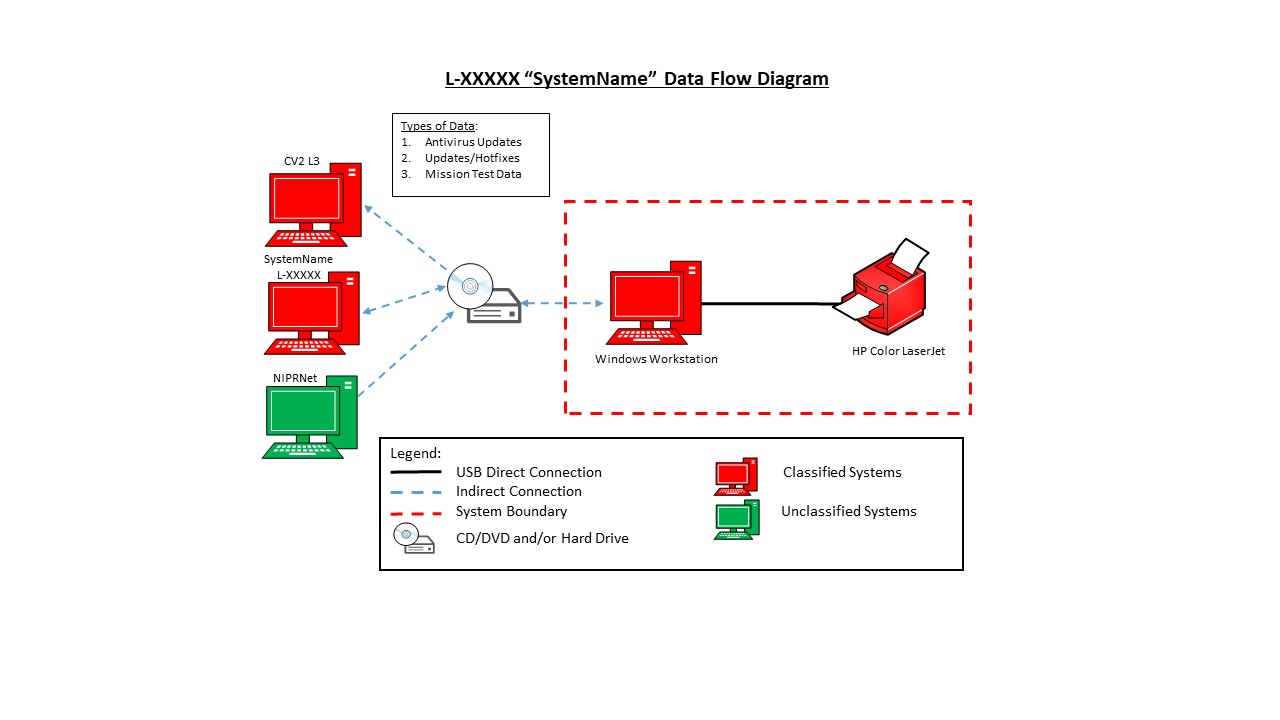 L-XXXXX “SystemName” Data Flow Diagram
Types of Data:
1. Antivirus Updates
2. Updates/Hotfixes
3. Mission Test Data
CV2 L3
SystemName
L-XXXXX
NIPRNet
Windows Workstation
HP Color LaserJet
Legend:
USB Direct Connection
Indirect Connection
System Boundary
CD/DVD and/or Hard Drive
Classified Systems
Unclassified Systems